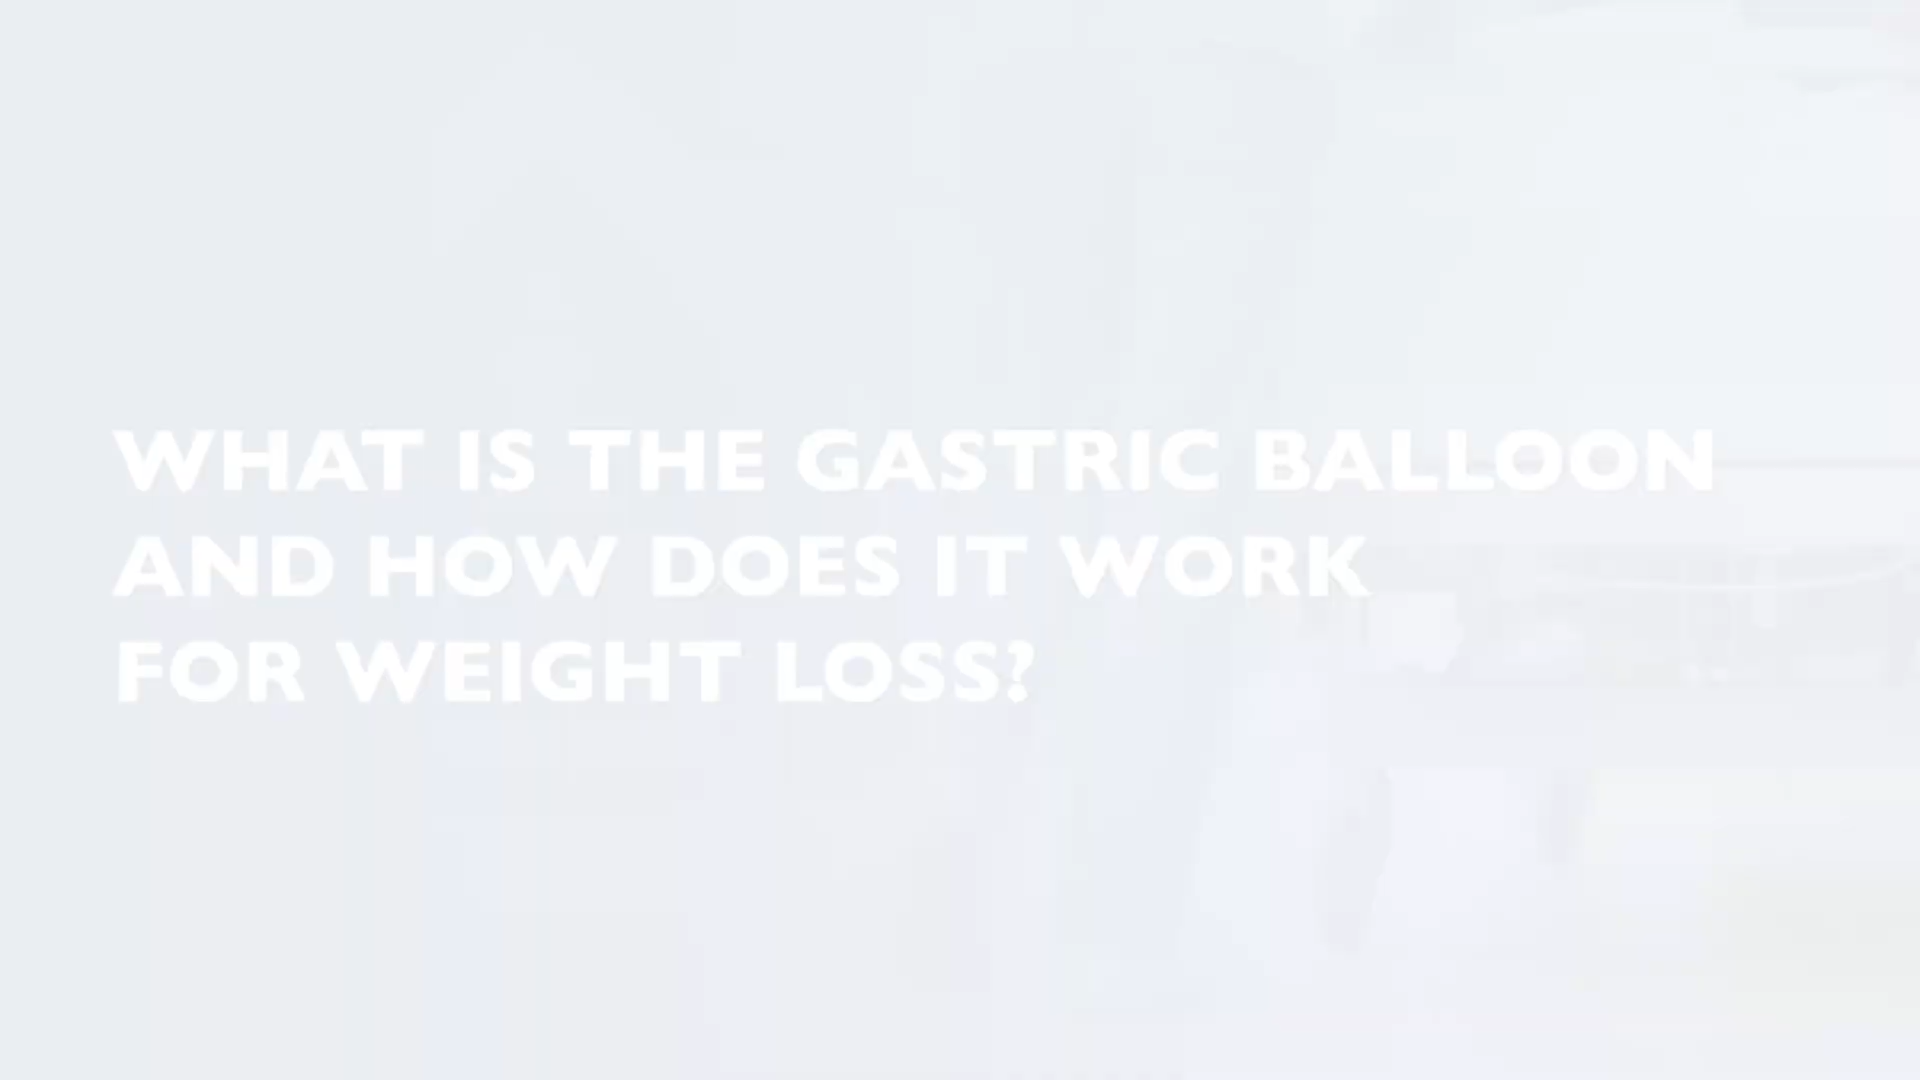 WHAT IS THE GASTRIC BALLOON
AND HOW DOES IT WORK
FOR WEIGHT LOSS?